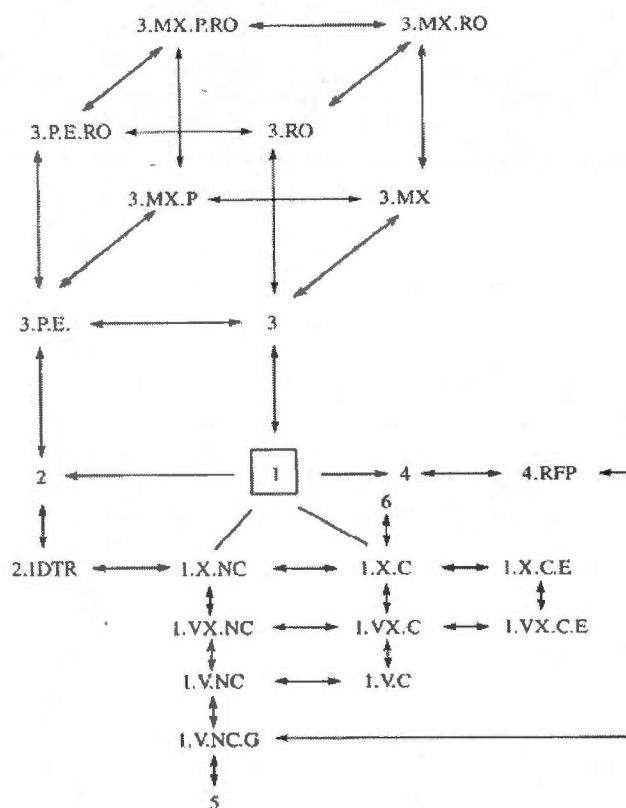 3.MX.P.RO 3.MX.RO
3.P.E.RO 3.RO
3.MX.P 3.MX
3.P.E. 3
2 1 4 4.RFP
6
2.1DTR 1.X.NC 1.X.C 1.X.C.E
1.VX.NC 1.VX.C 1.VX.C.E
1.V.NC 1.V.C
1.V.NC.G
5